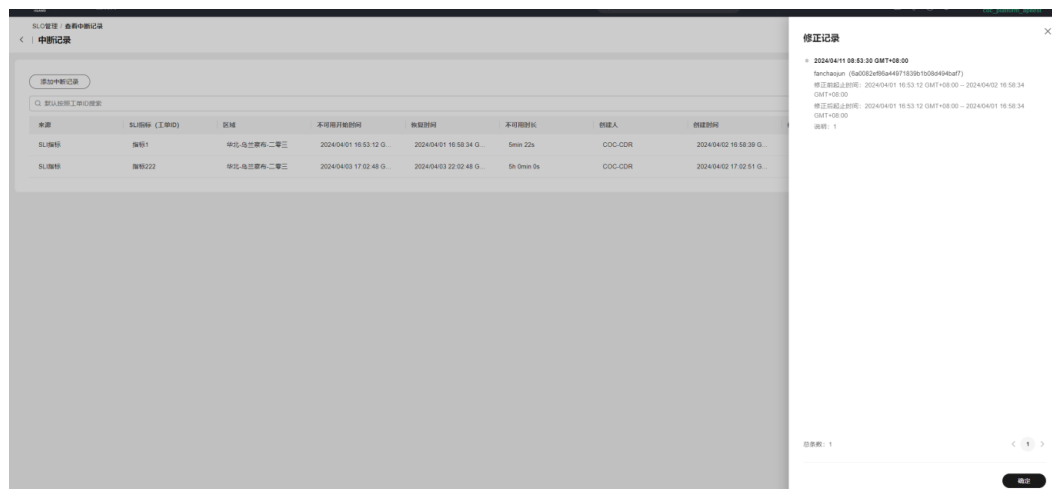 SLO管理 / 查看中断记录
中断记录
添加中断记录
默认按照工单ID搜索
来源 SLI指标 (工单ID) 区域 不可用开始时间 恢复时间 不可用时长 创建人 创建时间
SLI指标 指标1 华北-乌兰察布-二零三 2024/04/01 16:53:12 G... 2024/04/01 16:58:34 G... 5min 22s COC-CDR 2024/04/02 16:58:39 G...
SLI指标 指标222 华北-乌兰察布-二零三 2024/04/03 17:02:48 G... 2024/04/03 22:02:48 G... 5h 0min 0s COC-CDR 2024/04/02 17:02:51 G...
修正记录
2024/04/11 08:53:30 GMT+08:00
fanchaojun
修正前起止时间: 2024/04/01 16:53:12 GMT+08:00 -- 2024/04/02 16:58:34
GMT+08:00
修正后起止时间: 2024/04/01 16:53:12 GMT+08:00 -- 2024/04/01 16:58:34
GMT+08:00
说明: 1
总条数: 1
1
确定